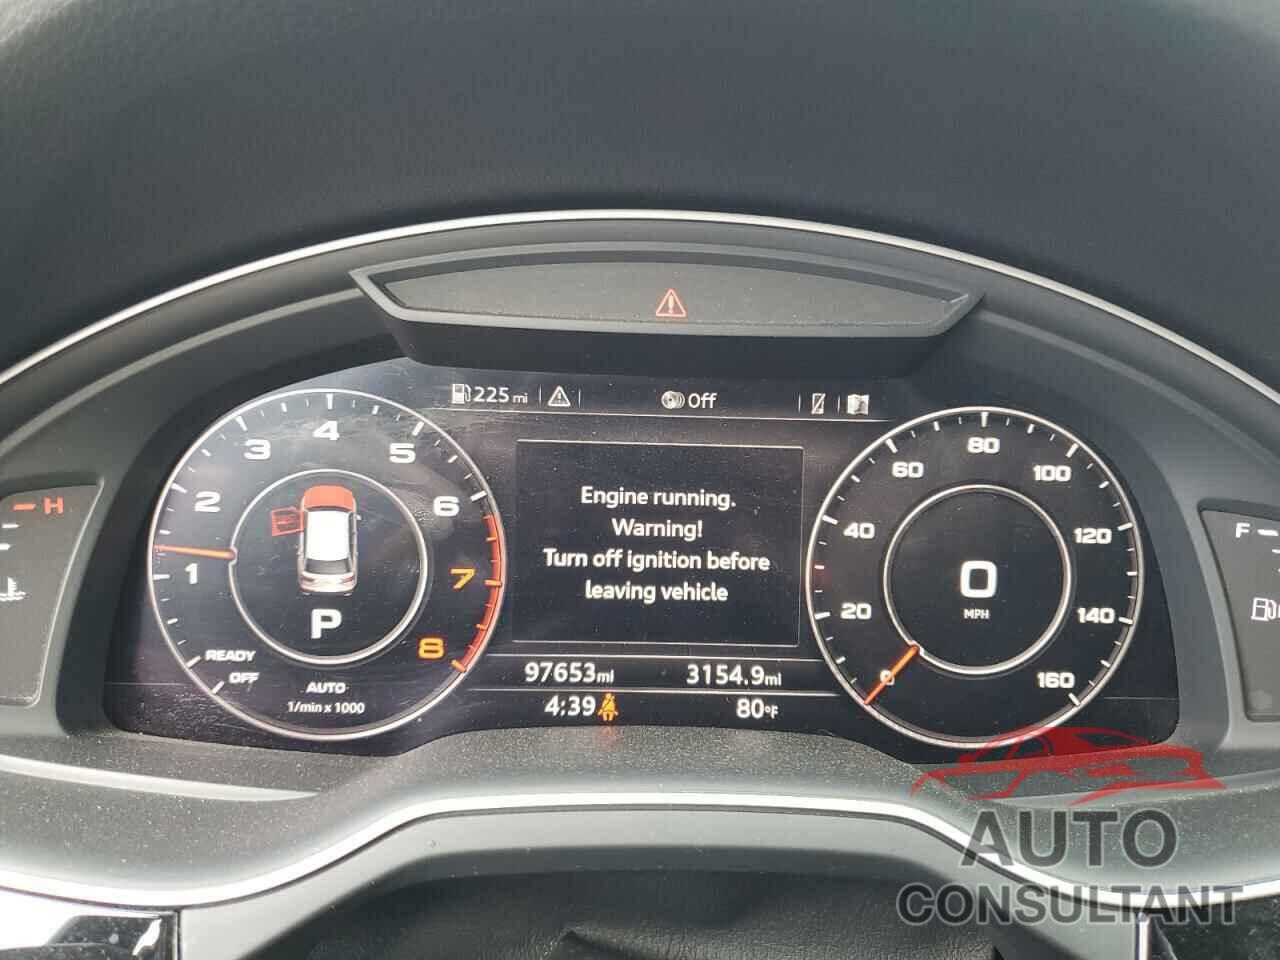 225 mi
Off
Engine running.
Warning!
Turn off ignition before
leaving vehicle
97653mi
3154.9mi
4:39
80°F
OFF
READY
1
2
3
4
5
6
7
8
P
AUTO
1/min x 1000
0
20
40
60
80
100
120
140
160
0
MPH
H
F
AUTO
CONSULTANT